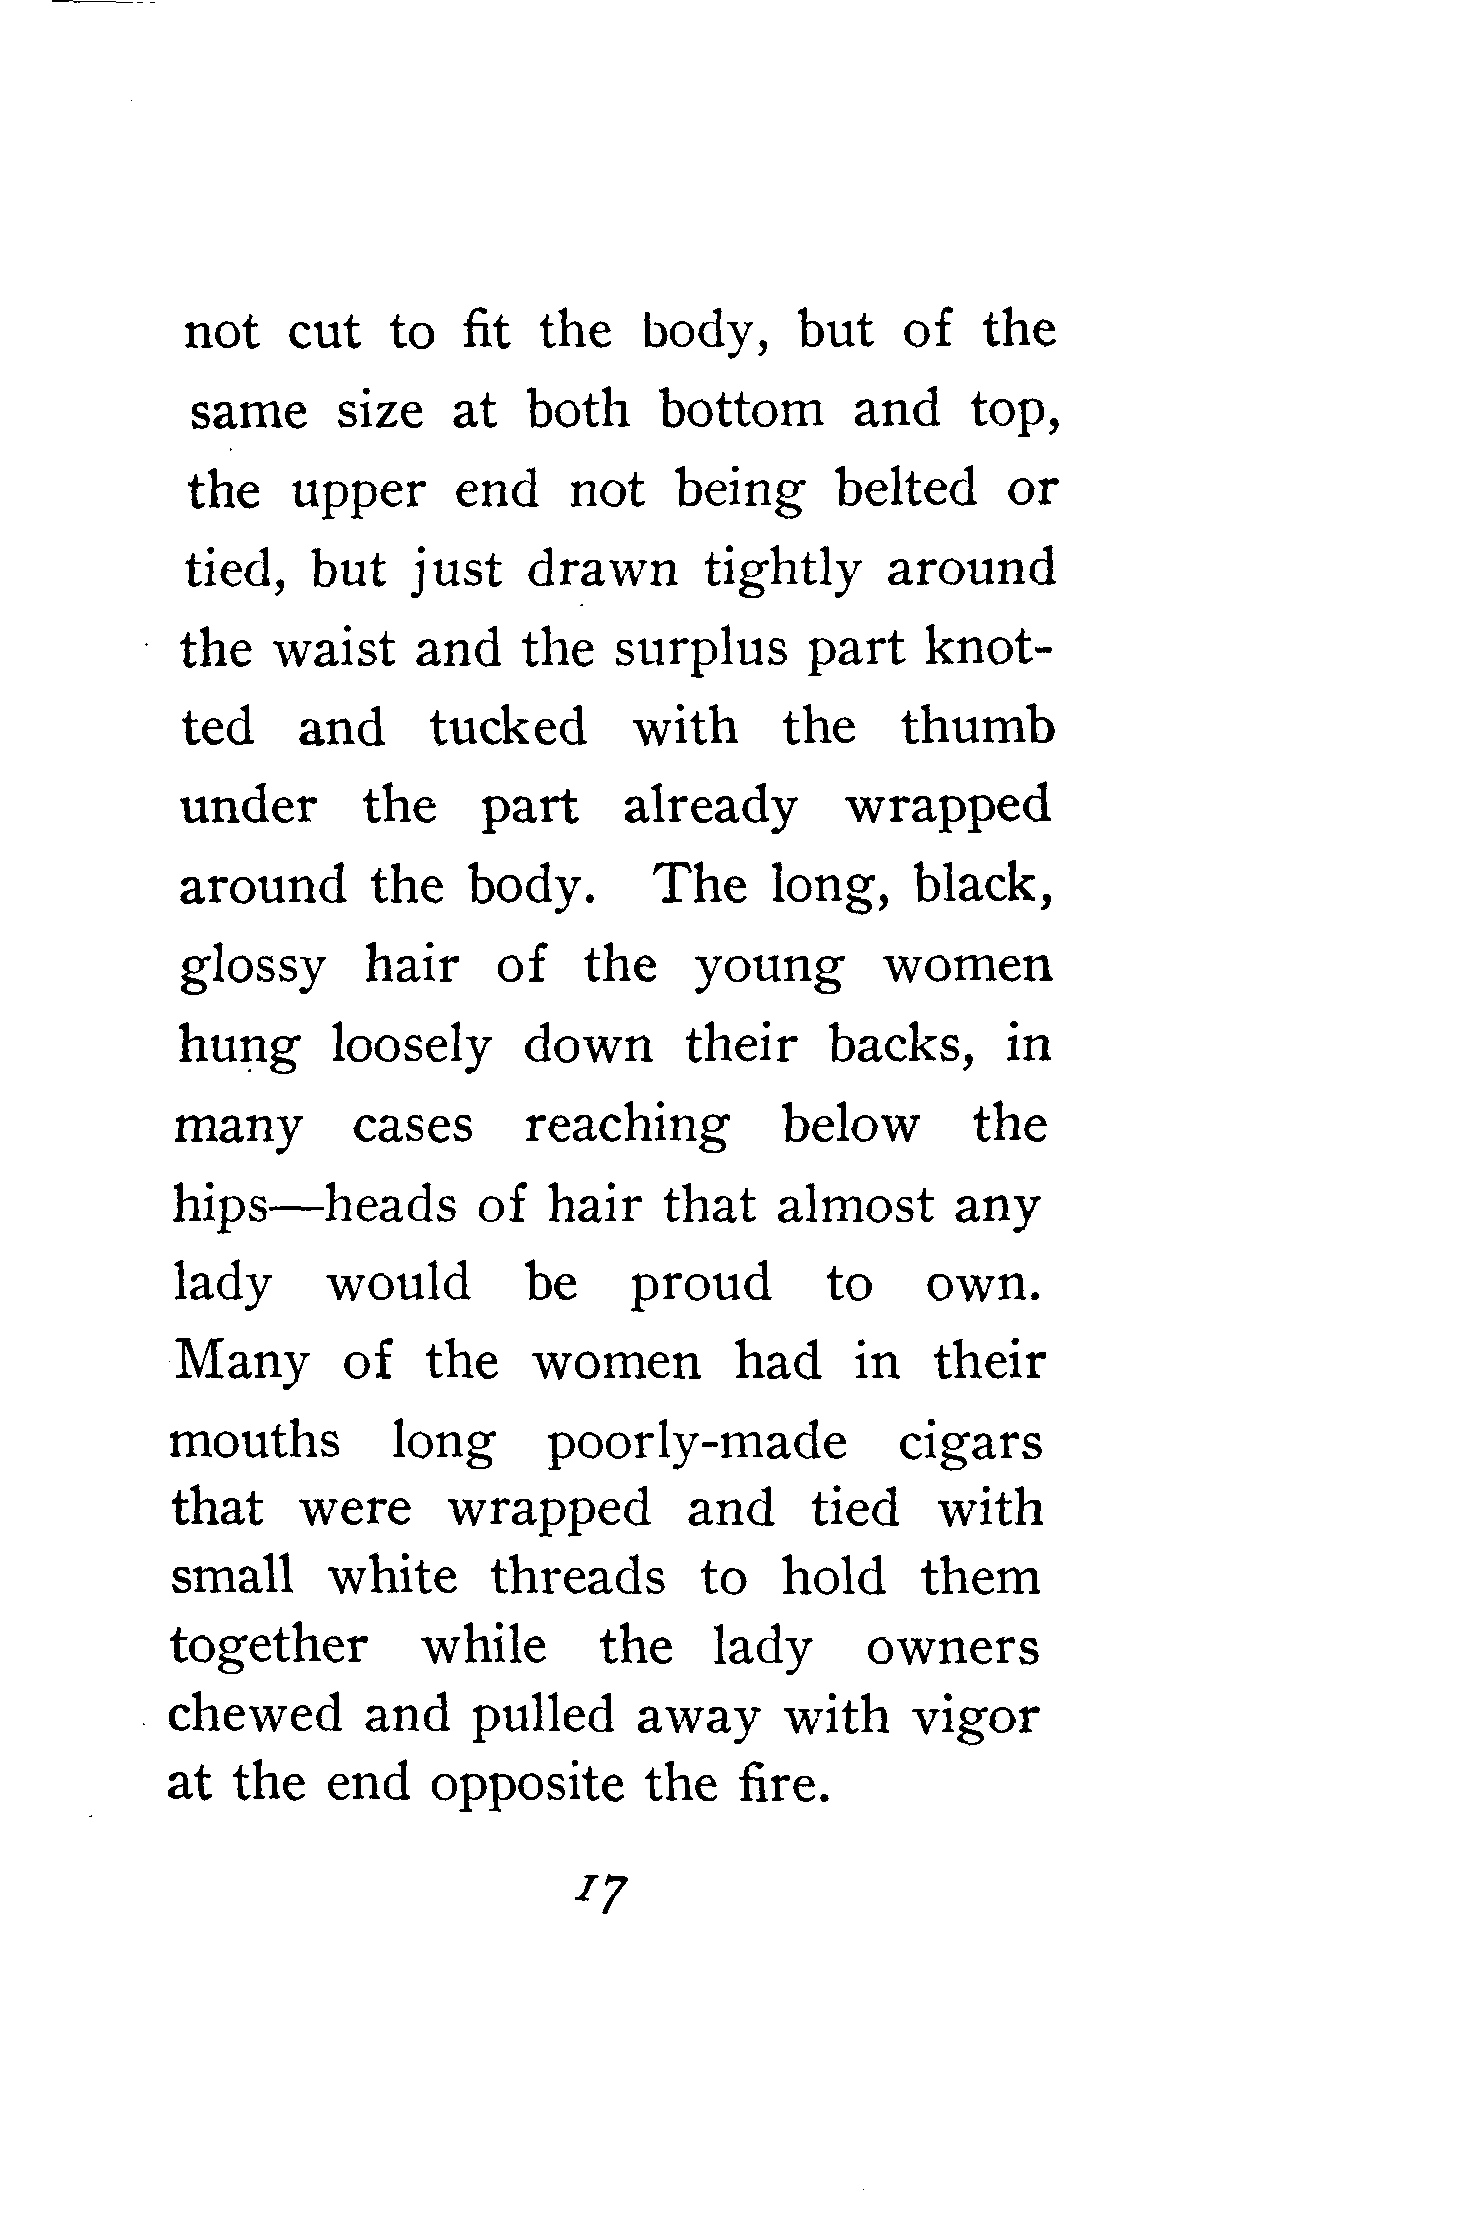 not cut to fit the body, but of the
same size at both bottom and top,
the upper end not being belted or
tied, but just drawn tightly around
the waist and the surplus part knot-
ted and tucked with the thumb
under the part already wrapped
around the body. The long, black,
glossy hair of the young women
hung loosely down their backs, in
many cases reaching below the
hips—heads of hair that almost any
lady would be proud to own.
Many of the women had in their
mouths long poorly-made cigars
that were wrapped and tied with
small white threads to hold them
together while the lady owners
chewed and pulled away with vigor
at the end opposite the fire.
17